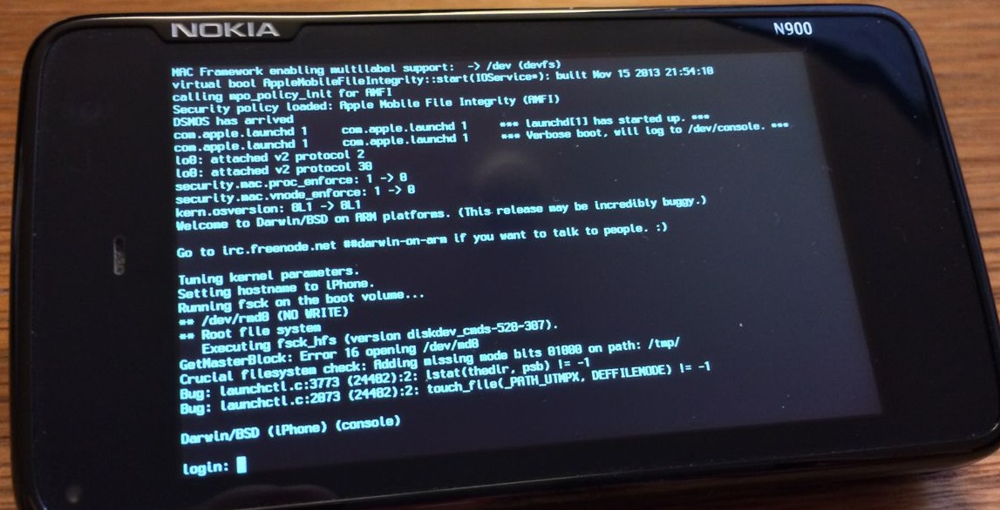 NOKIA
N900
MAC Framework enabling multilabel support:  -> /dev (devfs)
virtual bool AppleMobileFileIntegrity::start(IOService*): built Nov 15 2013 21:54:10
calling mpo_policy_init for AMFI
Security policy loaded: Apple Mobile File Integrity (AMFI)
DSMOS has arrived
com.apple.launchd 1     com.apple.launchd 1     *** launchd[1] has started up. ***
com.apple.launchd 1     com.apple.launchd 1     *** Verbose boot, will log to /dev/console. ***
lo0: attached v2 protocol 2
lo0: attached v2 protocol 30
security.mac.proc_enforce: 1 -> 0
security.mac.vnode_enforce: 1 -> 0
kern.osversion: 8L1 -> 8L1
Welcome to Darwin/BSD on ARM platforms. (This release may be incredibly buggy.)
Go to irc.freenode.net ##darwin-on-arm if you want to talk to people. :)
Tuning kernel parameters.
Setting hostname to iPhone.
Running fsck on the boot volume...
** /dev/rmd0 (NO WRITE)
** Root file system
   Executing fsck_hfs (version diskdev_cmds-520~307).
GetMasterBlock: Error 16 opening /dev/md0
Crucial filesystem check: Adding missing mode bits 01000 on path: /tmp/
Bug: launchctl.c:3773 (24402):2: lstat(thedir, psb) != -1
Bug: launchctl.c:2073 (24402):2: touch_file(_PATH_UTMPX, DEFFILEMODE) != -1
Darwin/BSD (iPhone) (console)
login: